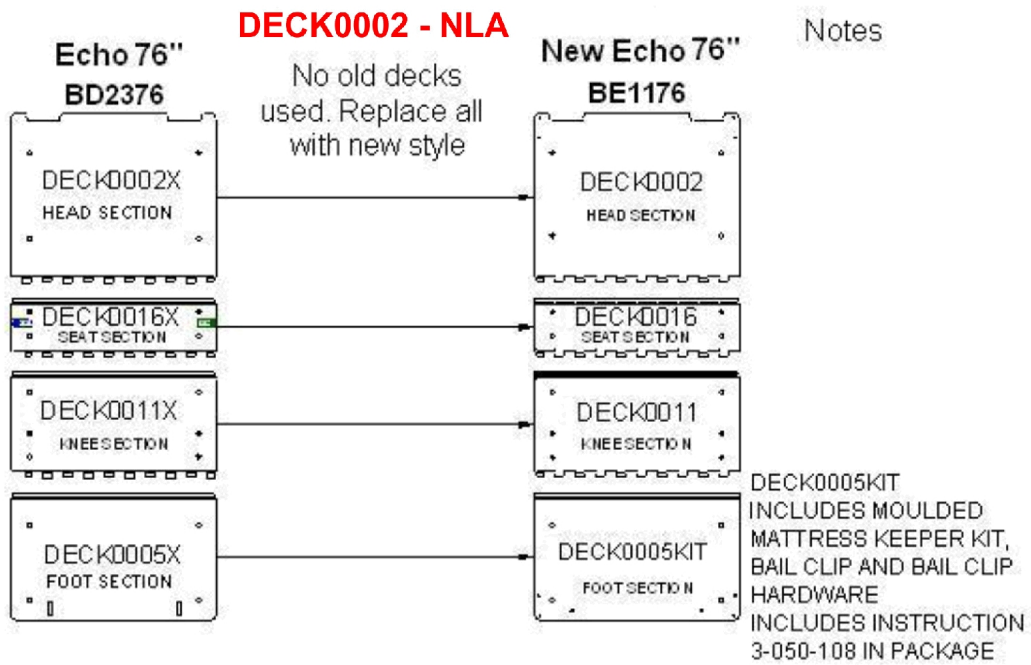 DECK0002 - NLA
Notes
Echo 76"
BD2376
No old decks
used. Replace all
with new style
New Echo 76"
BE1176
DECK0002X
HEAD SECTION
DECK0002
HEAD SECTION
DECK0016X
SEAT SECTION
DECK0016
SEAT SECTION
DECK0011X
KNEE SECTION
DECK0011
KNEE SECTION
DECK0005X
FOOT SECTION
DECK0005KIT
FOOT SECTION
DECK0005KIT
INCLUDES MOULDED
MATTRESS KEEPER KIT,
BAIL CLIP AND BAIL CLIP
HARDWARE
INCLUDES INSTRUCTION
3-050-108 IN PACKAGE